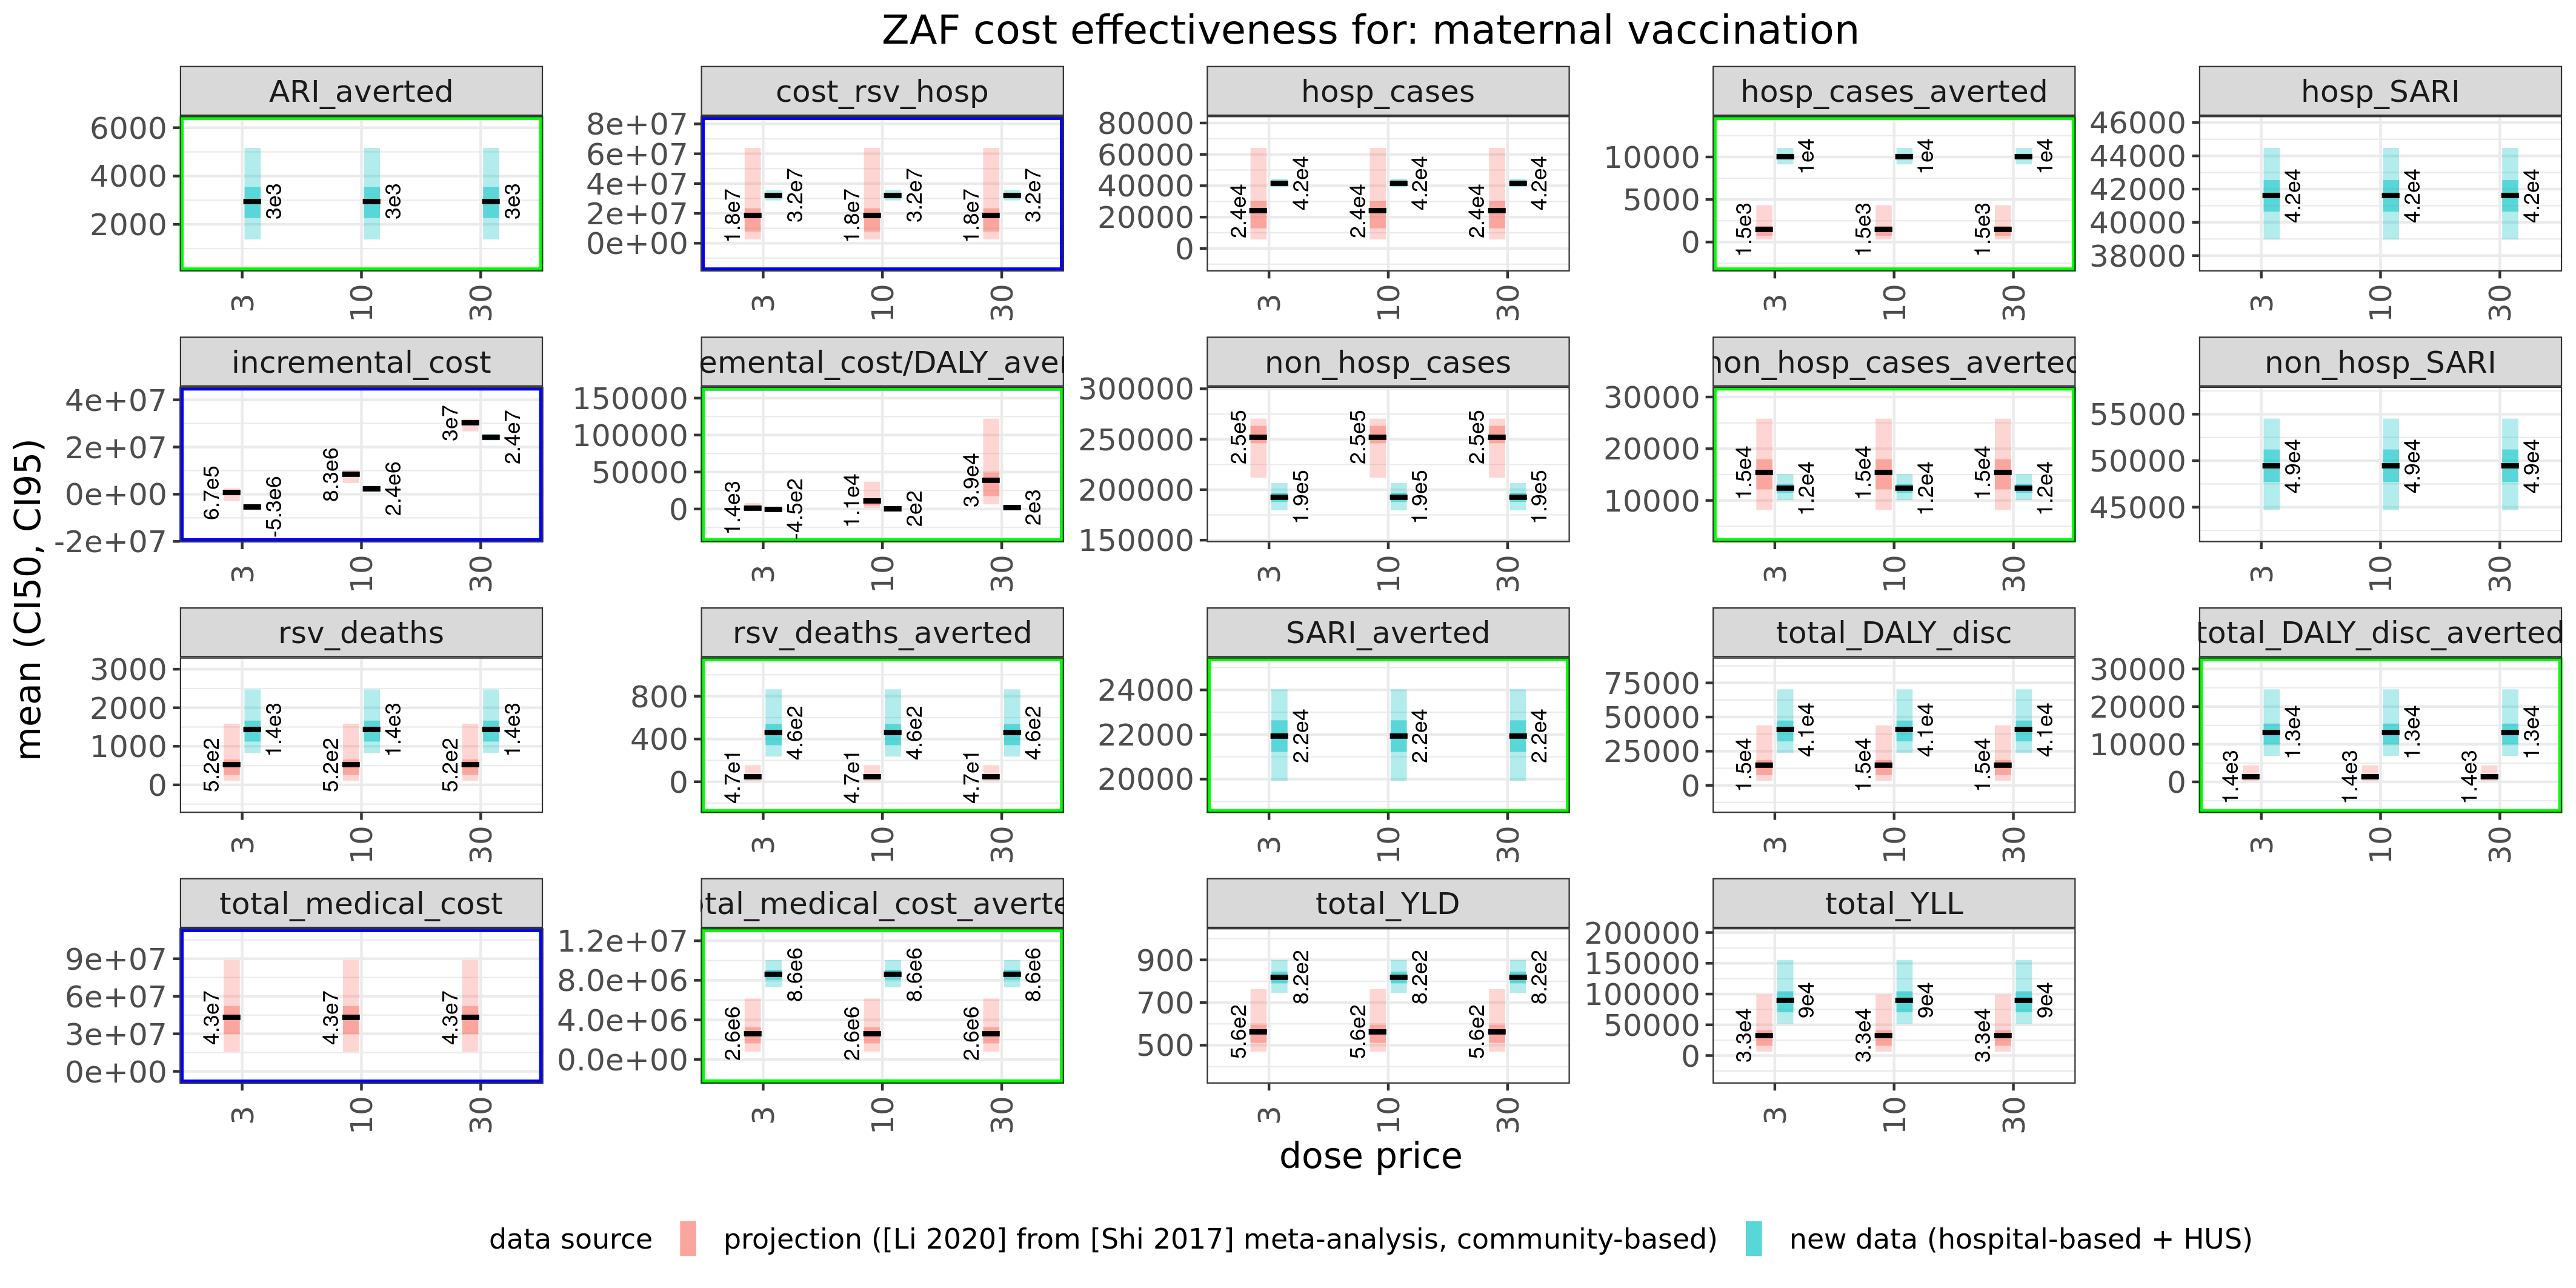 ZAF cost effectiveness for: maternal vaccination
mean (CI50, CI95)
ARI_averted
6000
4000
2000
3e3 3e3 3e3
3 10 30
cost_rsv_hosp
8e+07
6e+07
4e+07
2e+07
0e+00
1.8e7 3.2e7 1.8e7 3.2e7 1.8e7 3.2e7
3 10 30
hosp_cases
80000
60000
40000
20000
0
2.4e4 4.2e4 2.4e4 4.2e4 2.4e4 4.2e4
3 10 30
hosp_cases_averted
10000
5000
0
1.5e3 1e4 1.5e3 1e4 1.5e3 1e4
3 10 30
hosp_SARI
46000
44000
42000
40000
38000
4.2e4 4.2e4 4.2e4
3 10 30
incremental_cost
4e+07
2e+07
0e+00
-2e+07
6.7e5 -5.3e6 8.3e6 2.4e6 3e7 2.4e7
3 10 30
emental_cost/DALY_aver
150000
100000
50000
0
1.4e3 -4.5e2 1.1e4 2e2 3.9e4 2e3
3 10 30
non_hosp_cases
300000
250000
200000
150000
2.5e5 1.9e5 2.5e5 1.9e5 2.5e5 1.9e5
3 10 30
non_hosp_cases_averted
30000
20000
10000
1.5e4 1.2e4 1.5e4 1.2e4 1.5e4 1.2e4
3 10 30
non_hosp_SARI
55000
50000
45000
4.9e4 4.9e4 4.9e4
3 10 30
rsv_deaths
3000
2000
1000
0
5.2e2 1.4e3 5.2e2 1.4e3 5.2e2 1.4e3
3 10 30
rsv_deaths_averted
800
400
0
4.7e1 4.6e2 4.7e1 4.6e2 4.7e1 4.6e2
3 10 30
SARI_averted
24000
22000
20000
2.2e4 2.2e4 2.2e4
3 10 30
total_DALY_disc
75000
50000
25000
0
1.5e4 4.1e4 1.5e4 4.1e4 1.5e4 4.1e4
3 10 30
total_DALY_disc_averted
30000
20000
10000
0
1.4e3 1.3e4 1.4e3 1.3e4 1.4e3 1.3e4
3 10 30
total_medical_cost
9e+07
6e+07
3e+07
0e+00
4.3e7 4.3e7 4.3e7
3 10 30
otal_medical_cost_averte
1.2e+07
8.0e+06
4.0e+06
0.0e+00
2.6e6 8.6e6 2.6e6 8.6e6 2.6e6 8.6e6
3 10 30
total_YLD
900
700
500
5.6e2 8.2e2 5.6e2 8.2e2 5.6e2 8.2e2
3 10 30
total_YLL
200000
150000
100000
50000
0
3.3e4 9e4 3.3e4 9e4 3.3e4 9e4
3 10 30
dose price
data source projection ([Li 2020] from [Shi 2017] meta-analysis, community-based) new data (hospital-based + HUS)